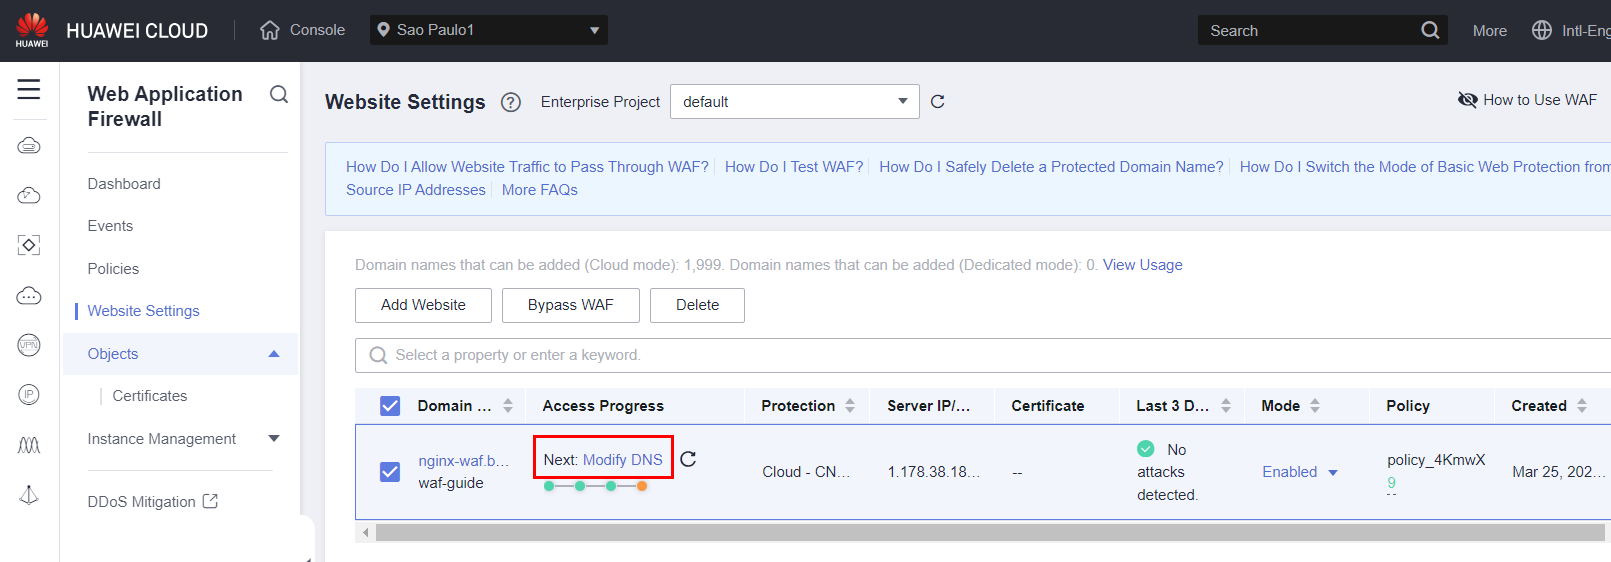 HUAWEI
HUAWEI CLOUD
Console
Sao Paulo1
Search
More
Intl-Eng
Web Application
Firewall
Website Settings
?
Enterprise Project
default
How to Use WAF
How Do I Allow Website Traffic to Pass Through WAF?
How Do I Test WAF?
How Do I Safely Delete a Protected Domain Name?
How Do I Switch the Mode of Basic Web Protection from
Source IP Addresses
More FAQs
Dashboard
Events
Policies
Website Settings
Objects
Certificates
Instance Management
DDoS Mitigation
VPN
IP
Domain names that can be added (Cloud mode): 1,999. Domain names that can be added (Dedicated mode): 0. View Usage
Add Website
Bypass WAF
Delete
Select a property or enter a keyword.
Domain ...
Access Progress
Protection
Server IP/...
Certificate
Last 3 D...
Mode
Policy
Created
nginx-waf.b...
waf-guide
Next: Modify DNS
Cloud - CN...
1.178.38.18...
--
No
attacks
detected.
Enabled
policy_4KmwX
9
Mar 25, 202...